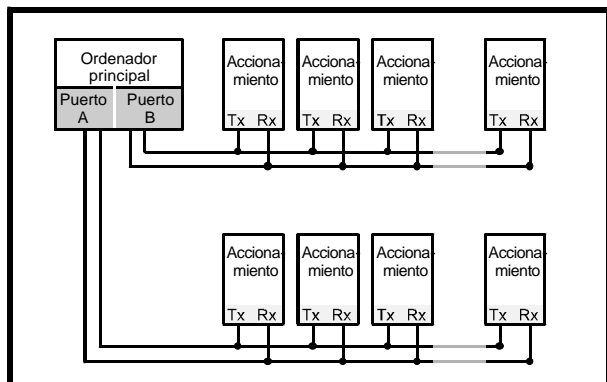 Ordenador
principal
Puerto
A
Puerto
B
Acciona-
miento
Tx Rx
Acciona-
miento
Tx Rx
Acciona-
miento
Tx Rx
Acciona-
miento
Tx Rx
Acciona-
miento
Tx Rx
Acciona-
miento
Tx Rx
Acciona-
miento
Tx Rx
Acciona-
miento
Tx Rx